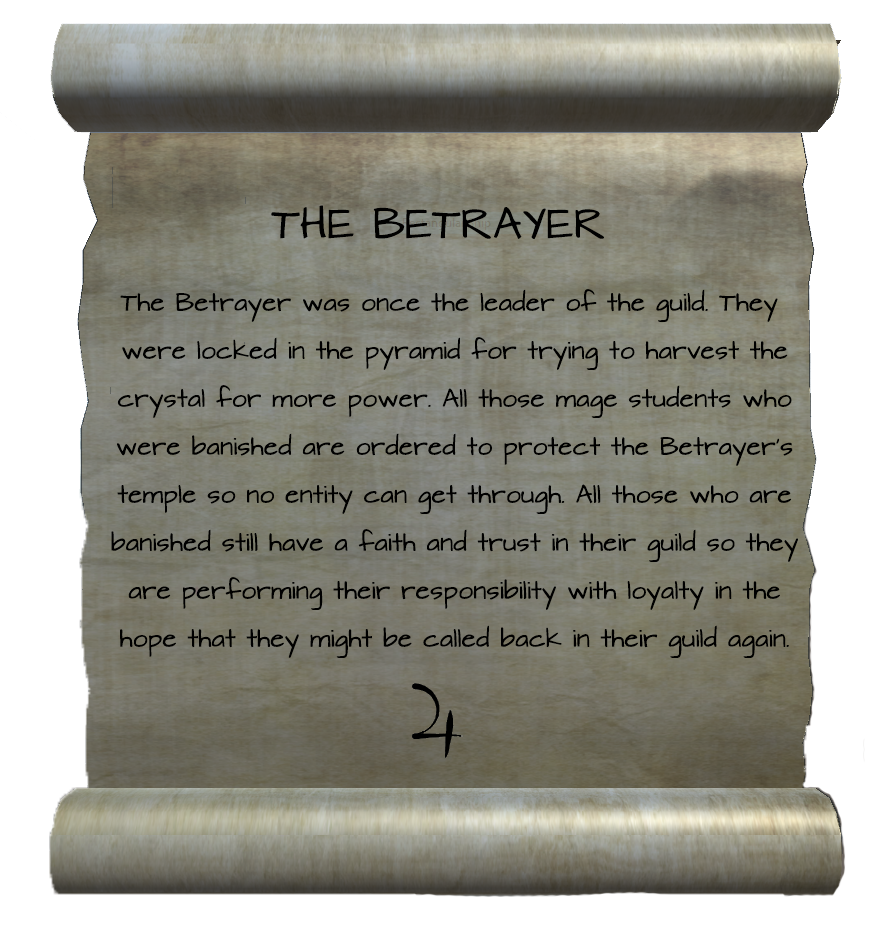 THE BETRAYER
The Betrayer was once the leader of the guild. They
were locked in the pyramid for trying to harvest the
crystal for more power. All those mage students who
were banished are ordered to protect the Betrayer's
temple so no entity can get through. All those who are
banished still have a faith and trust in their guild so they
are performing their responsibility with loyalty in the
hope that they might be called back in their guild again.
♃